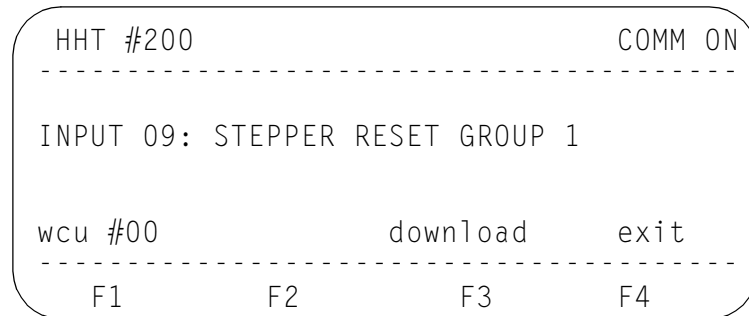 HHT #200 COMM ON
INPUT 09: STEPPER RESET GROUP 1
wcu #00 download exit
F1 F2 F3 F4